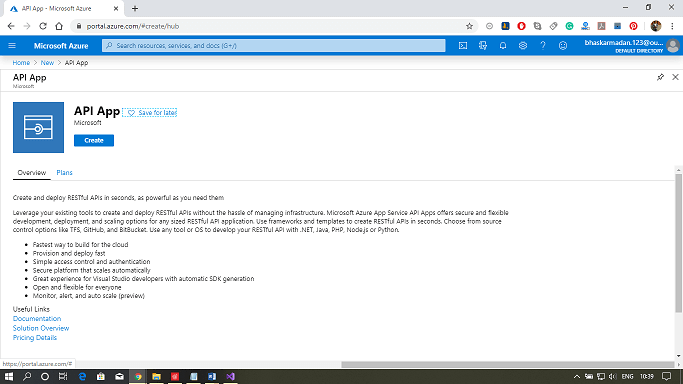 API App - Microsoft Azure
portal.azure.com/#create/hub
Microsoft Azure
Search resources, services, and docs (G+/)
bhaskarmadan.123@ou...
DEFAULT DIRECTORY
Home > New > API App
API App
Microsoft
API App
Save for later
Microsoft
Create
Overview
Plans
Create and deploy RESTful APIs in seconds, as powerful as you need them
Leverage your existing tools to create and deploy RESTful APIs without the hassle of managing infrastructure. Microsoft Azure App Service API Apps offers secure and flexible
development, deployment, and scaling options for any sized RESTful API application. Use frameworks and templates to create RESTful APIs in seconds. Choose from source
control options like TFS, GitHub, and BitBucket. Use any tool or OS to develop your RESTful API with .NET, Java, PHP, Node.js or Python.
• Fastest way to build for the cloud
• Provision and deploy fast
• Simple access control and authentication
• Secure platform that scales automatically
• Great experience for Visual Studio developers with automatic SDK generation
• Open and flexible for everyone
• Monitor, alert, and auto scale (preview)
Useful Links
Documentation
Solution Overview
Pricing Details
https://portal.azure.com/#
ENG
10:39